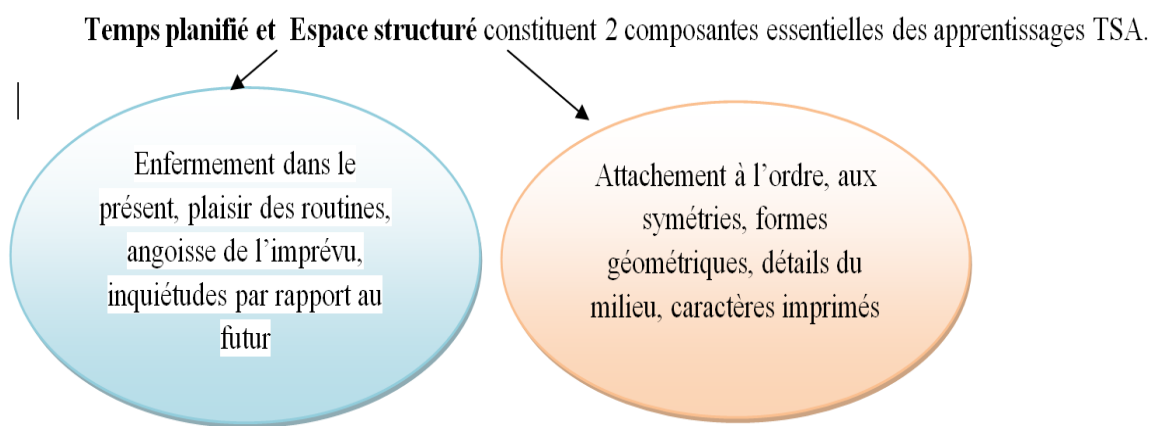 Temps planifié et Espace structuré constituent 2 composantes essentielles des apprentissages TSA.
Enfermement dans le
présent, plaisir des routines,
angoisse de l’imprévu,
inquiétudes par rapport au
futur
Attachement à l’ordre, aux
symétries, formes
géométriques, détails du
milieu, caractères imprimés